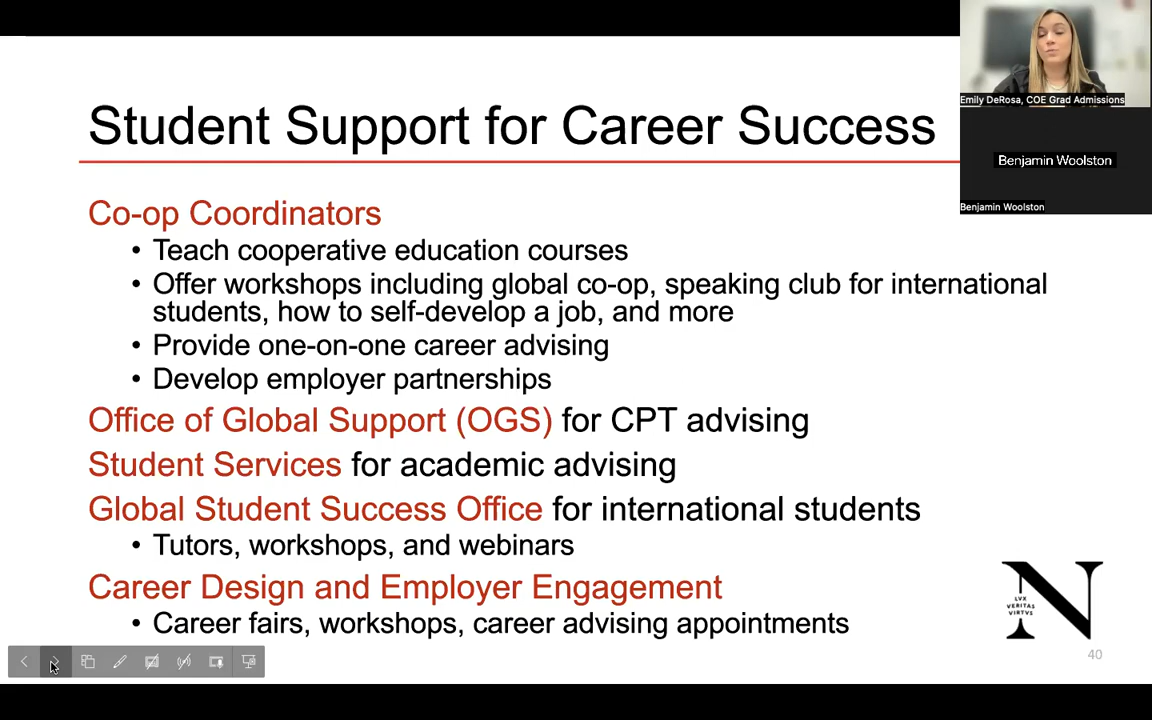 Student Support for Career Success
Emily DeRosa, COE Grad Admissions
Benjamin Woolston
Benjamin Woolston
Co-op Coordinators
• Teach cooperative education courses
• Offer workshops including global co-op, speaking club for international
students, how to self-develop a job, and more
• Provide one-on-one career advising
• Develop employer partnerships
Office of Global Support (OGS) for CPT advising
Student Services for academic advising
Global Student Success Office for international students
• Tutors, workshops, and webinars
Career Design and Employer Engagement
• Career fairs, workshops, career advising appointments
N
LVX
VERITAS
VIRTVS
40